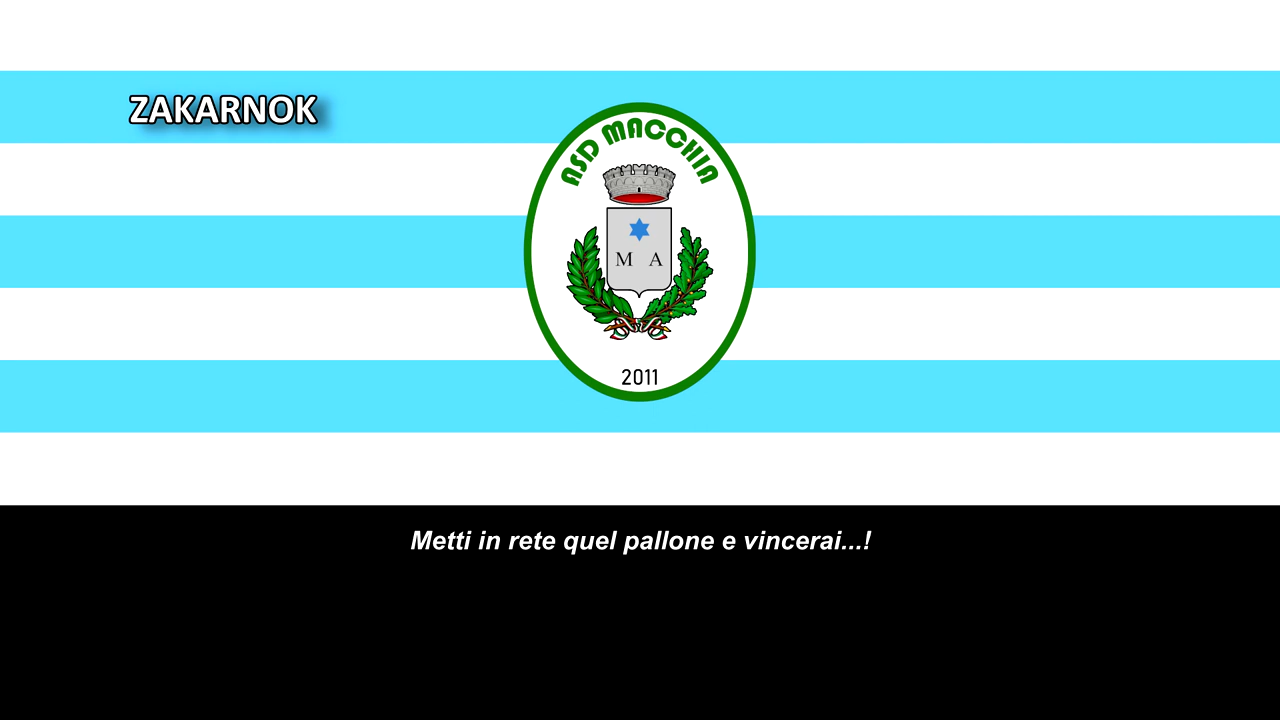 ZAKARNOK
ASD MACCHIA
M A
2011
Metti in rete quel pallone e vincerai...!